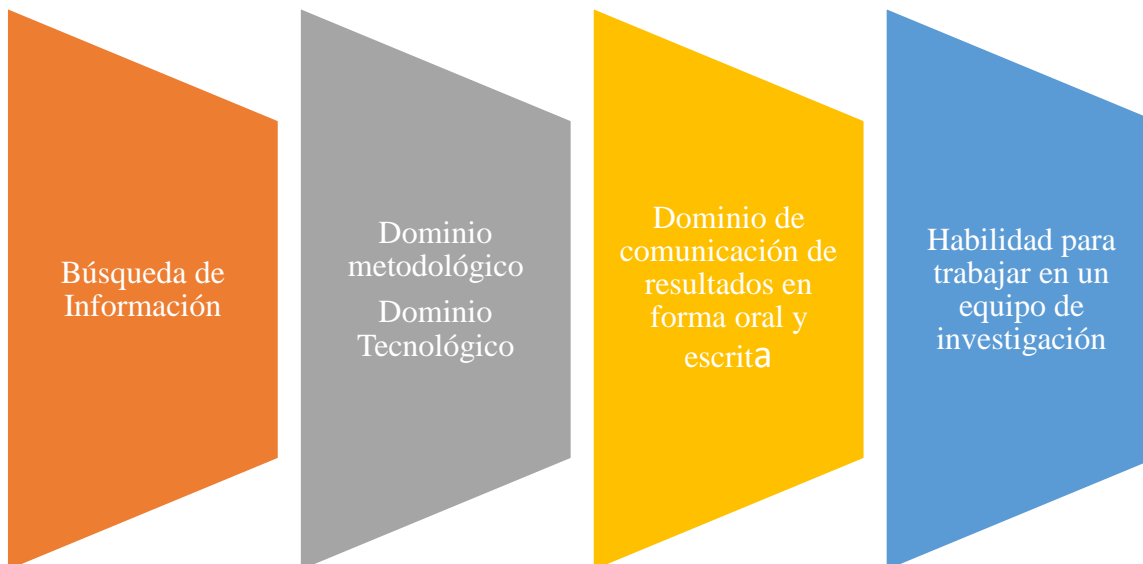 Búsqueda de
Información
Dominio
metodológico
Dominio
Tecnológico
Dominio de
comunicación de
resultados en
forma oral y
escrita
Habilidad para
trabajar en un
equipo de
investigación